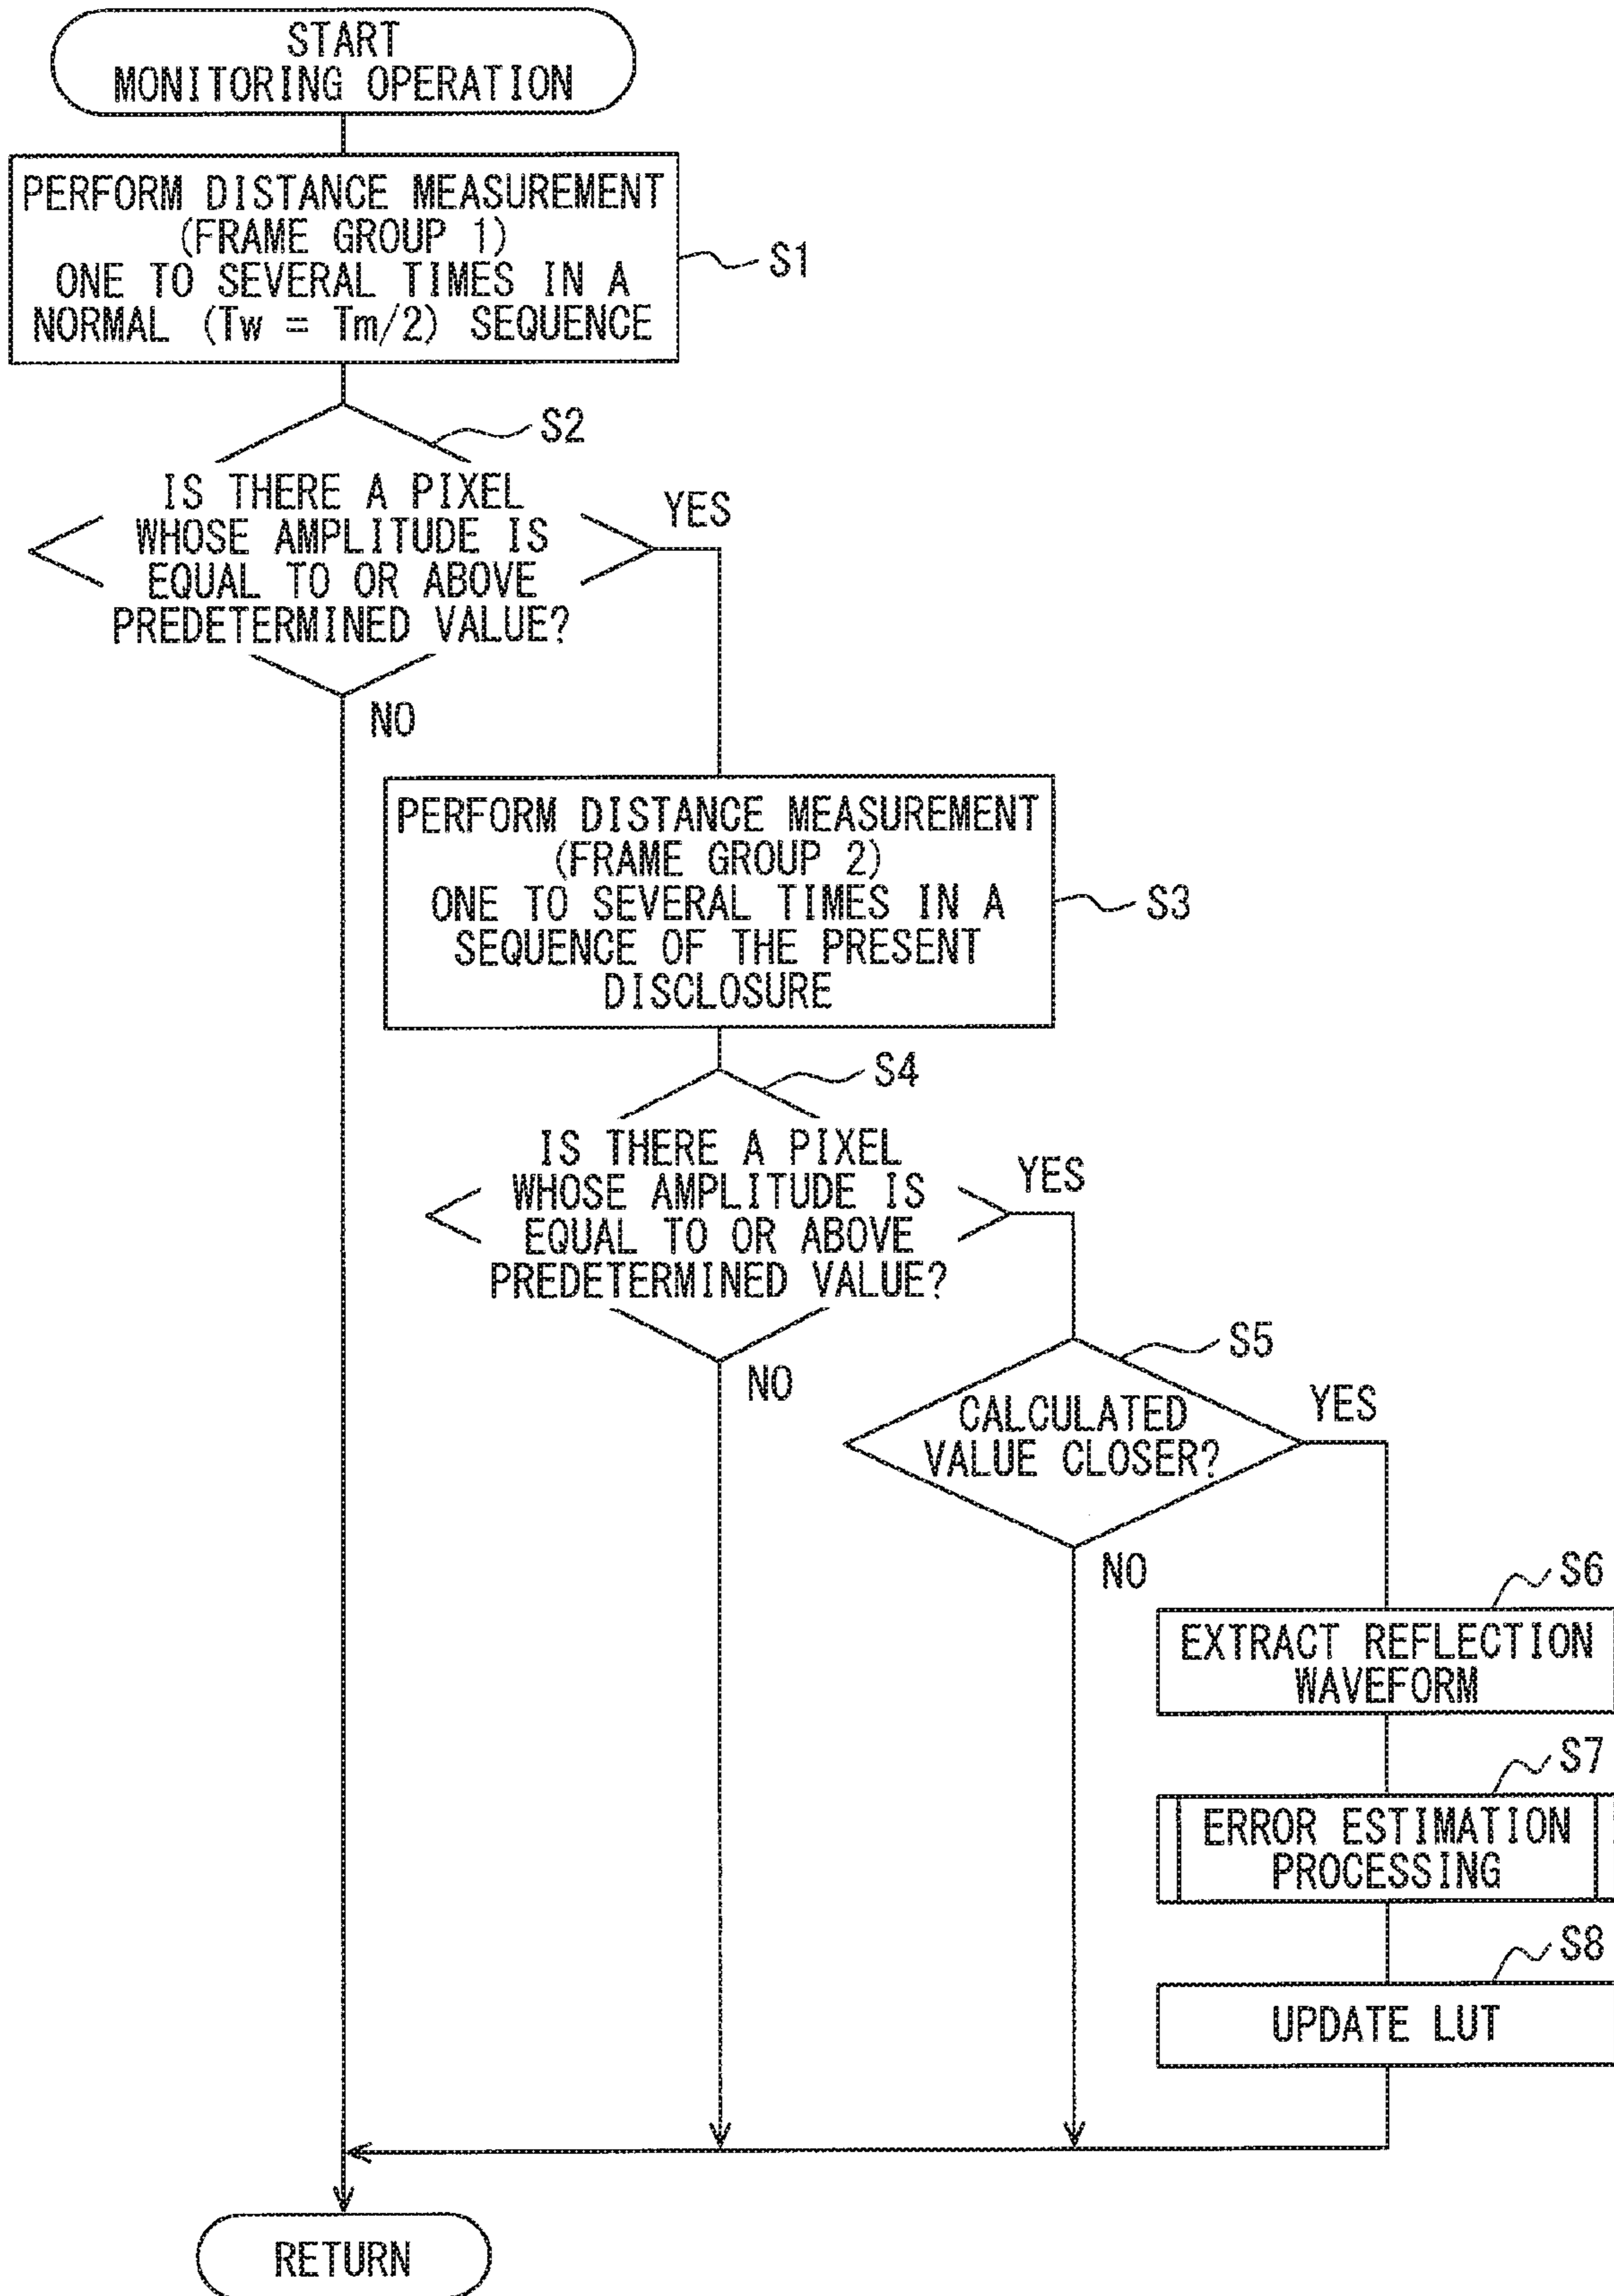 START
MONITORING OPERATION
PERFORM DISTANCE MEASUREMENT
(FRAME GROUP 1)
ONE TO SEVERAL TIMES IN A
NORMAL (Tw = Tm/2) SEQUENCE
S1
S2
IS THERE A PIXEL
WHOSE AMPLITUDE IS
EQUAL TO OR ABOVE
PREDETERMINED VALUE?
YES
NO
PERFORM DISTANCE MEASUREMENT
(FRAME GROUP 2)
ONE TO SEVERAL TIMES IN A
SEQUENCE OF THE PRESENT
DISCLOSURE
S3
S4
IS THERE A PIXEL
WHOSE AMPLITUDE IS
EQUAL TO OR ABOVE
PREDETERMINED VALUE?
YES
NO
S5
CALCULATED
VALUE CLOSER?
YES
NO
S6
EXTRACT REFLECTION
WAVEFORM
S7
ERROR ESTIMATION
PROCESSING
S8
UPDATE LUT
RETURN